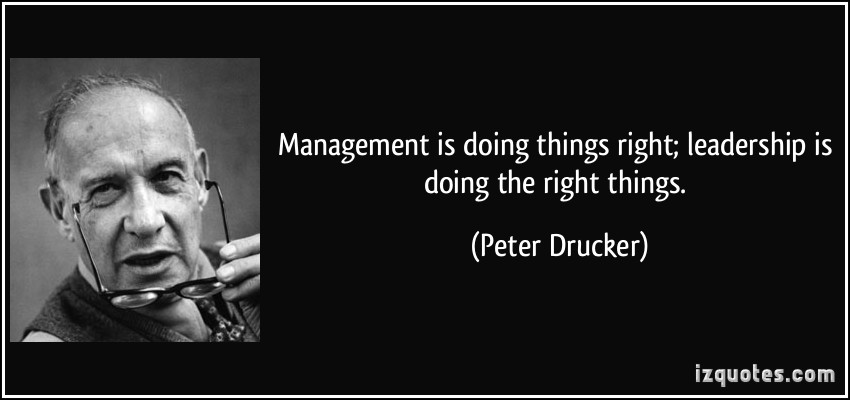 Management is doing things right; leadership is
doing the right things.
(Peter Drucker)
izquotes.com